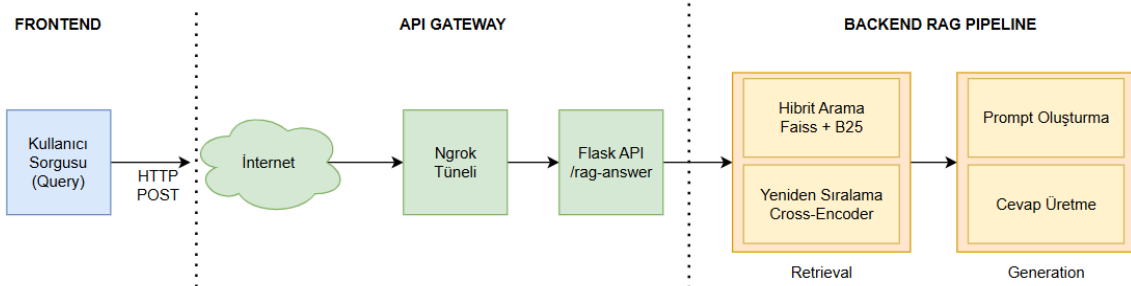 FRONTEND
API GATEWAY
BACKEND RAG PIPELINE
Kullanıcı
Sorgusu
(Query)
HTTP
POST
İnternet
Ngrok
Tüneli
Flask API
/rag-answer
Hibrit Arama
Faiss + B25
Yeniden Sıralama
Cross-Encoder
Retrieval
Prompt Oluşturma
Cevap Üretme
Generation